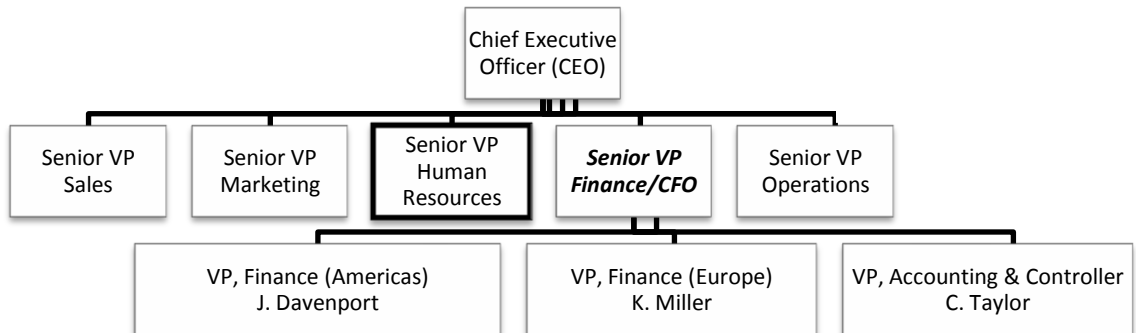 Chief Executive
Officer (CEO)
Senior VP
Sales
Senior VP
Marketing
Senior VP
Human
Resources
Senior VP
Finance/CFO
Senior VP
Operations
VP, Finance (Americas)
J. Davenport
VP, Finance (Europe)
K. Miller
VP, Accounting & Controller
C. Taylor